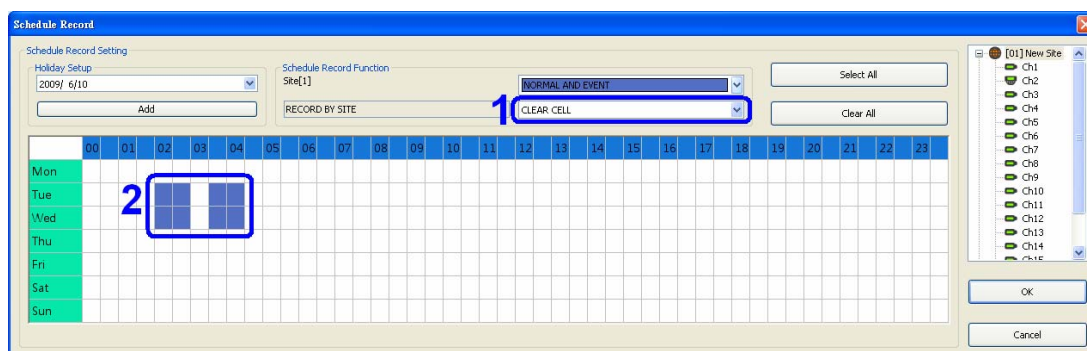 Schedule Record
Schedule Record Setting
Holiday Setup
2009/ 6/10
Add
Schedule Record Function
Site[1]
NORMAL AND EVENT
RECORD BY SITE
1
CLEAR CELL
Select All
Clear All
00 01 02 03 04 05 06 07 08 09 10 11 12 13 14 15 16 17 18 19 20 21 22 23
Mon
Tue
2
Wed
Thu
Fri
Sat
Sun
[01] New Site
Ch1
Ch2
Ch3
Ch4
Ch5
Ch6
Ch7
Ch8
Ch9
Ch10
Ch11
Ch12
Ch13
Ch14
Ch15
OK
Cancel